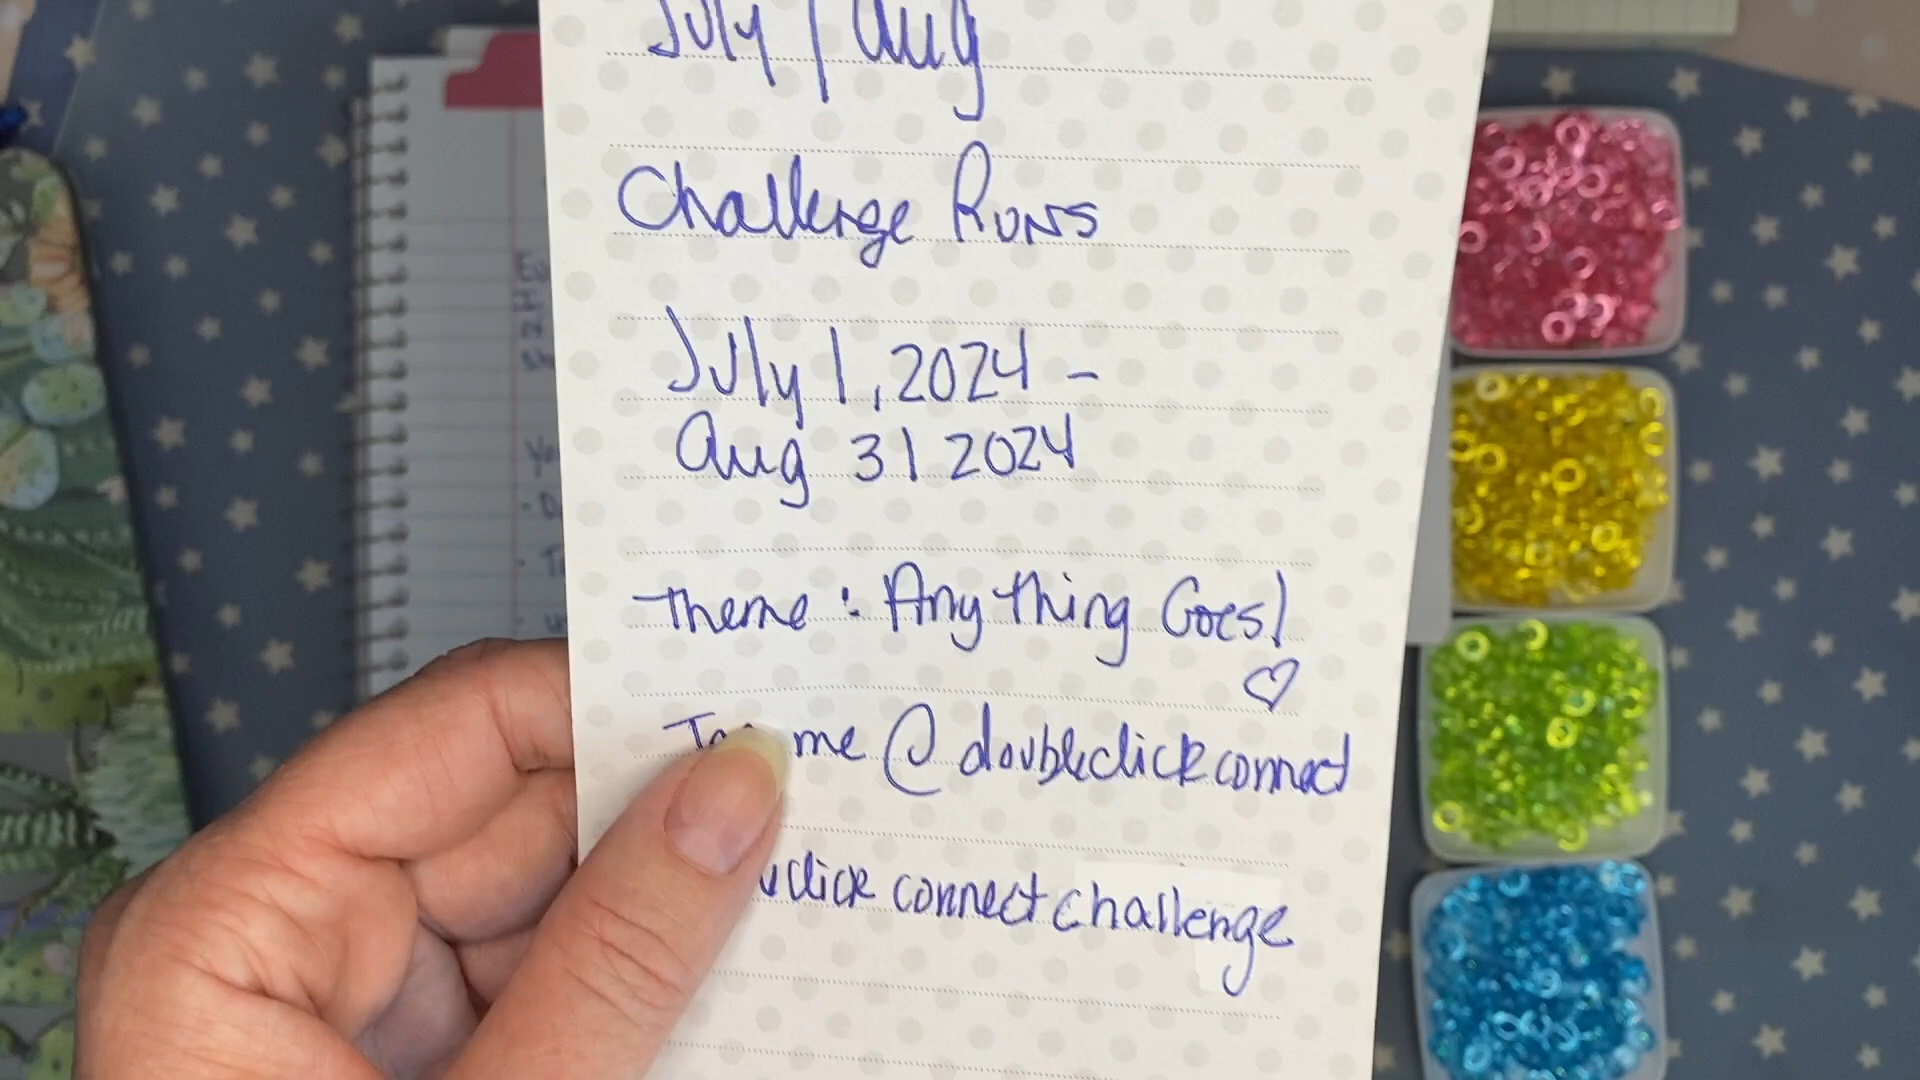 July / Aug
Challenge Runs
July 1, 2024 -
Aug 31 2024
Theme : Anything Goes!
me @doubleclickconnect
click connect challenge